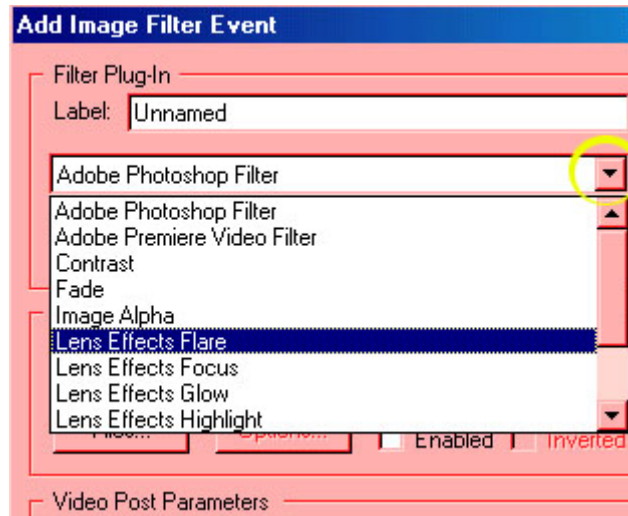 Add Image Filter Event
Filter Plug-In
Label: Unnamed
Adobe Photoshop Filter
Adobe Photoshop Filter
Adobe Premiere Video Filter
Contrast
Fade
Image Alpha
Lens Effects Flare
Lens Effects Focus
Lens Effects Glow
Lens Effects Highlight
Enabled Inverted
Video Post Parameters